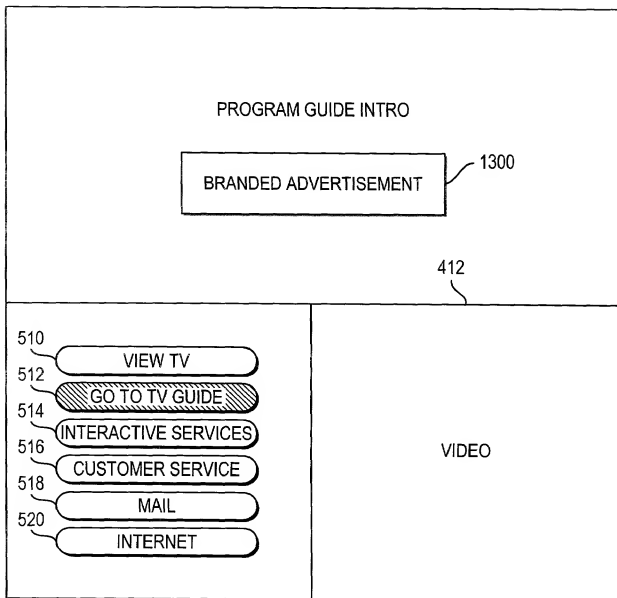 PROGRAM GUIDE INTRO
BRANDED ADVERTISEMENT
1300
412
510
VIEW TV
512
GO TO TV GUIDE
514
INTERACTIVE SERVICES
516
CUSTOMER SERVICE
518
MAIL
520
INTERNET
VIDEO